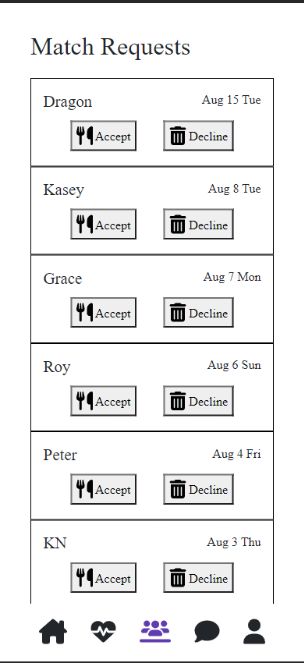 Match Requests
Dragon Aug 15 Tue
Accept Decline
Kasey Aug 8 Tue
Accept Decline
Grace Aug 7 Mon
Accept Decline
Roy Aug 6 Sun
Accept Decline
Peter Aug 4 Fri
Accept Decline
KN Aug 3 Thu
Accept Decline